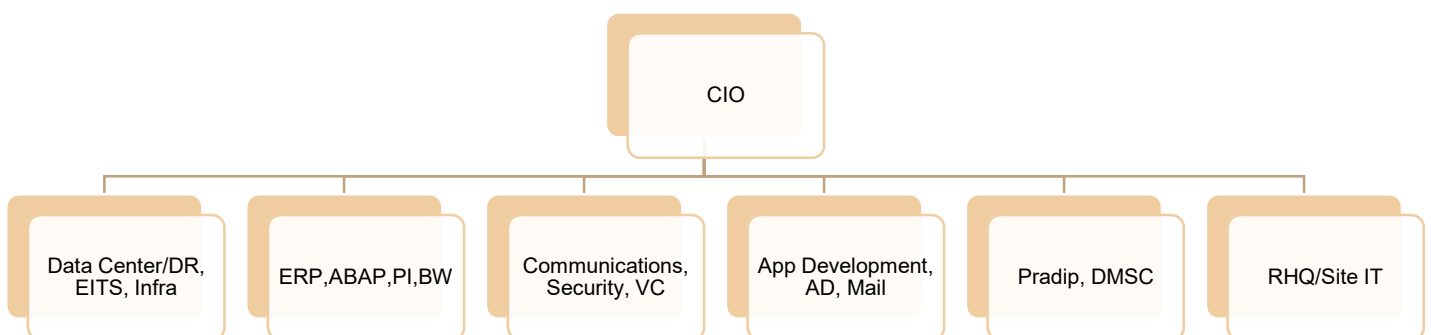 CIO
Data Center/DR,
EITS, Infra
ERP,ABAP,PI,BW
Communications,
Security, VC
App Development,
AD, Mail
Pradip, DMSC
RHQ/Site IT